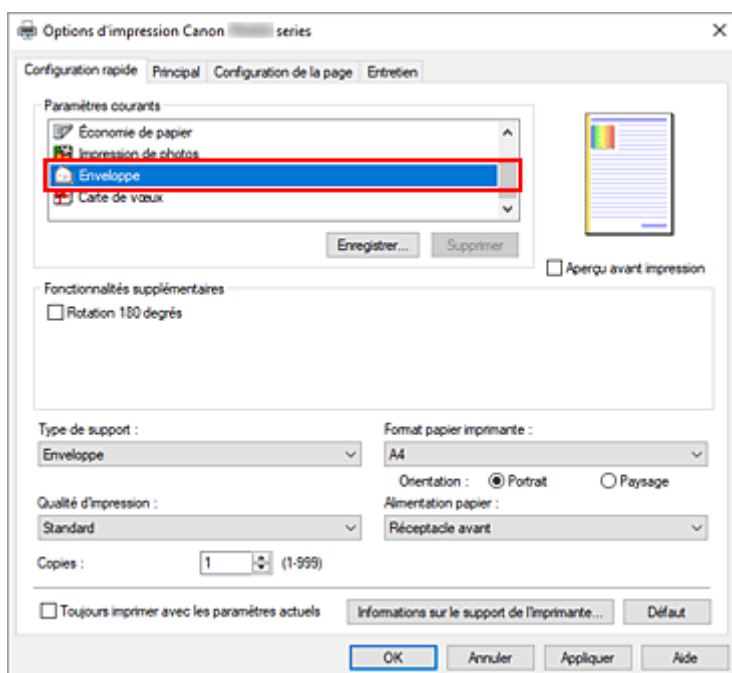 Options d'impression Canon series
Configuration rapide Principal Configuration de la page Entretien
Paramètres courants
Économie de papier
Impression de photos
Enveloppe
Carte de vœux
Enregistrer... Supprimer
Aperçu avant impression
Fonctionnalités supplémentaires
Rotation 180 degrés
Type de support : Format papier imprimante :
Enveloppe A4
Orientation : Portrait Paysage
Qualité d'impression : Alimentation papier :
Standard Réceptacle avant
Copies : 1 (1-999)
Toujours imprimer avec les paramètres actuels Informations sur le support de l'imprimante... Défaut
OK Annuler Appliquer Aide